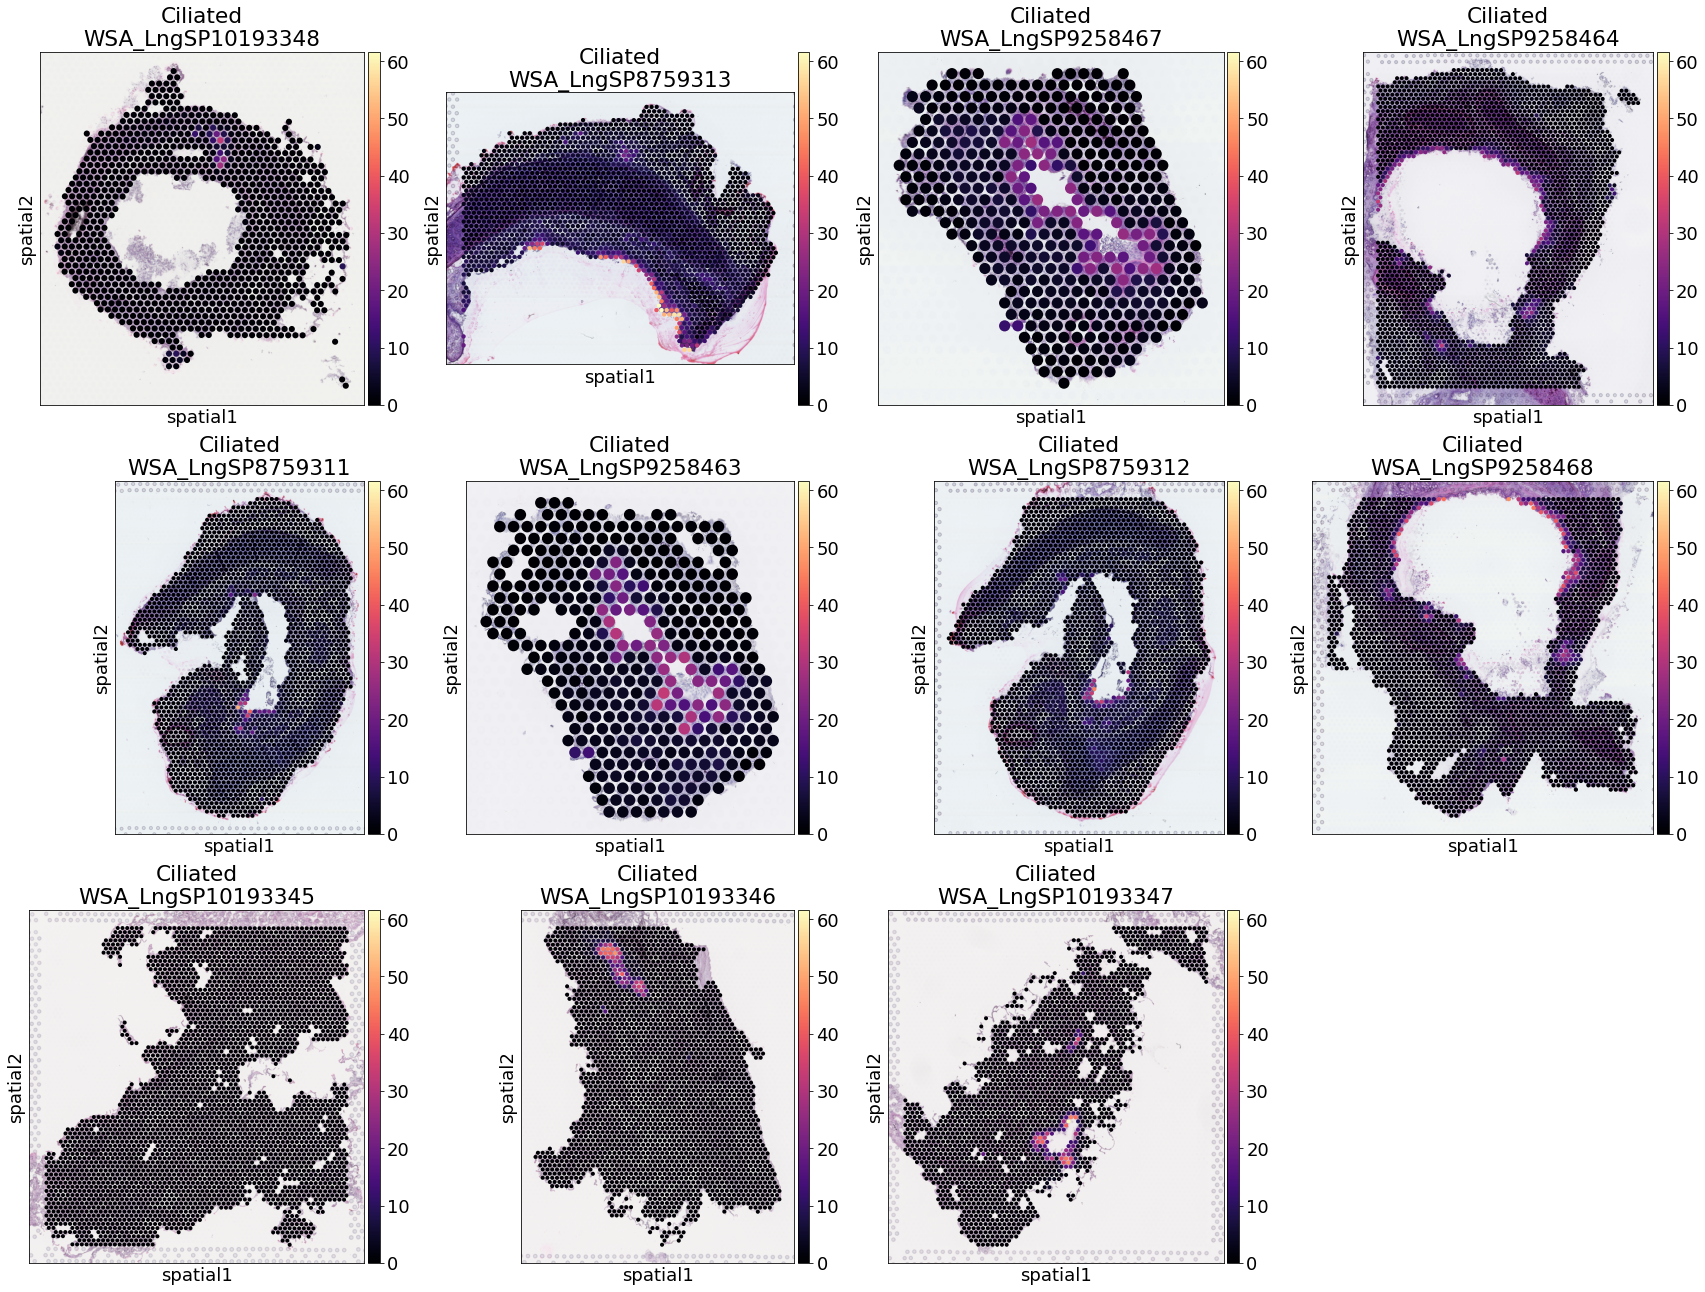 Ciliated
WSA_LngSP10193348
60
50
40
30
20
10
0
spatial2
spatial1
Ciliated
WSA_LngSP8759313
60
50
40
30
20
10
0
spatial2
spatial1
Ciliated
WSA_LngSP9258467
60
50
40
30
20
10
0
spatial2
spatial1
Ciliated
WSA_LngSP9258464
60
50
40
30
20
10
0
spatial2
spatial1
Ciliated
WSA_LngSP8759311
60
50
40
30
20
10
0
spatial2
spatial1
Ciliated
WSA_LngSP9258463
60
50
40
30
20
10
0
spatial2
spatial1
Ciliated
WSA_LngSP8759312
60
50
40
30
20
10
0
spatial2
spatial1
Ciliated
WSA_LngSP9258468
60
50
40
30
20
10
0
spatial2
spatial1
Ciliated
WSA_LngSP10193345
60
50
40
30
20
10
0
spatial2
spatial1
Ciliated
WSA_LngSP10193346
60
50
40
30
20
10
0
spatial2
spatial1
Ciliated
WSA_LngSP10193347
60
50
40
30
20
10
0
spatial2
spatial1